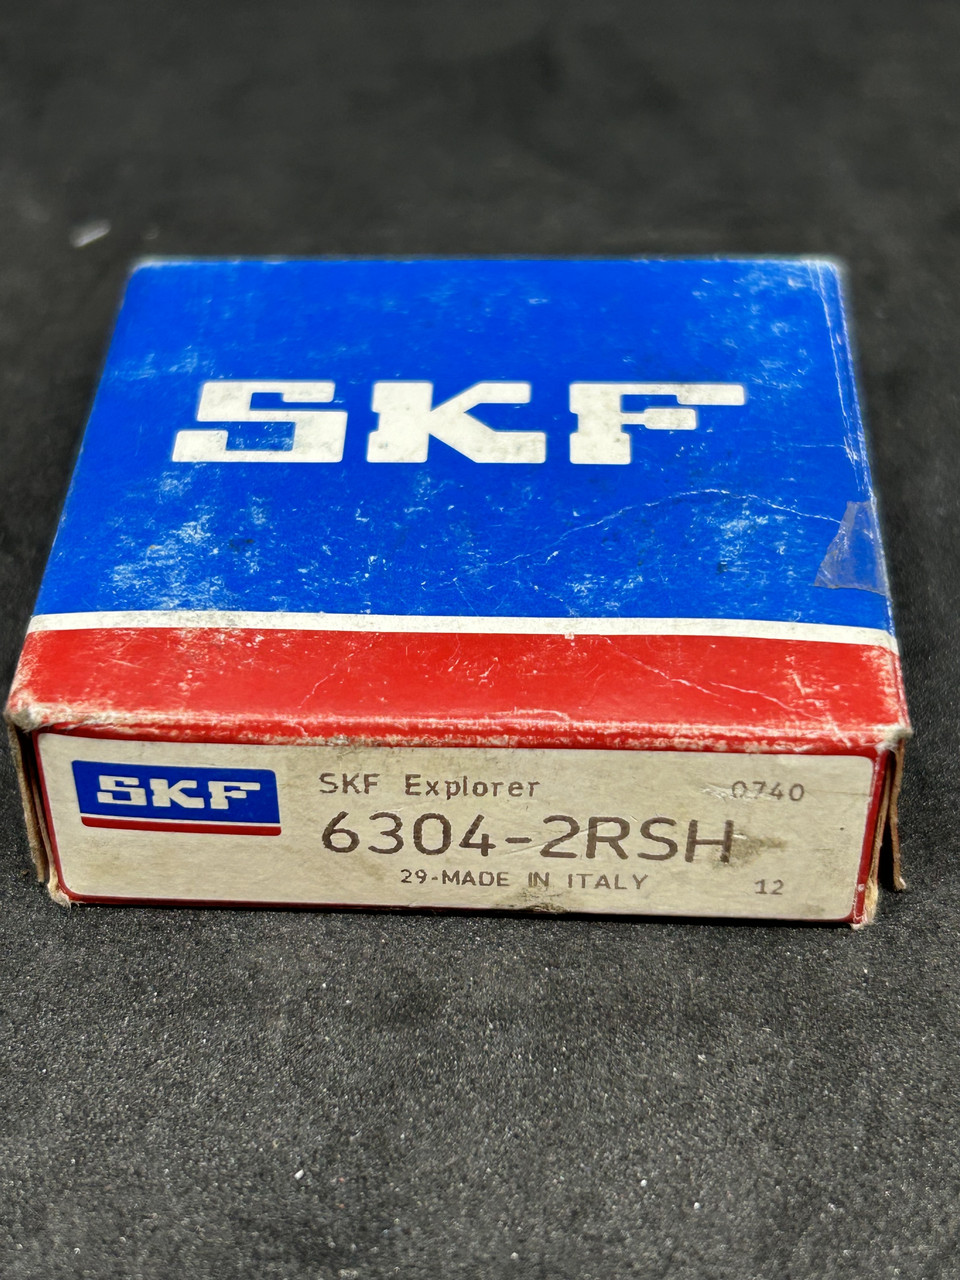 SKF
SKF
SKF Explorer
0740
6304-2RSH
29-MADE IN ITALY
12